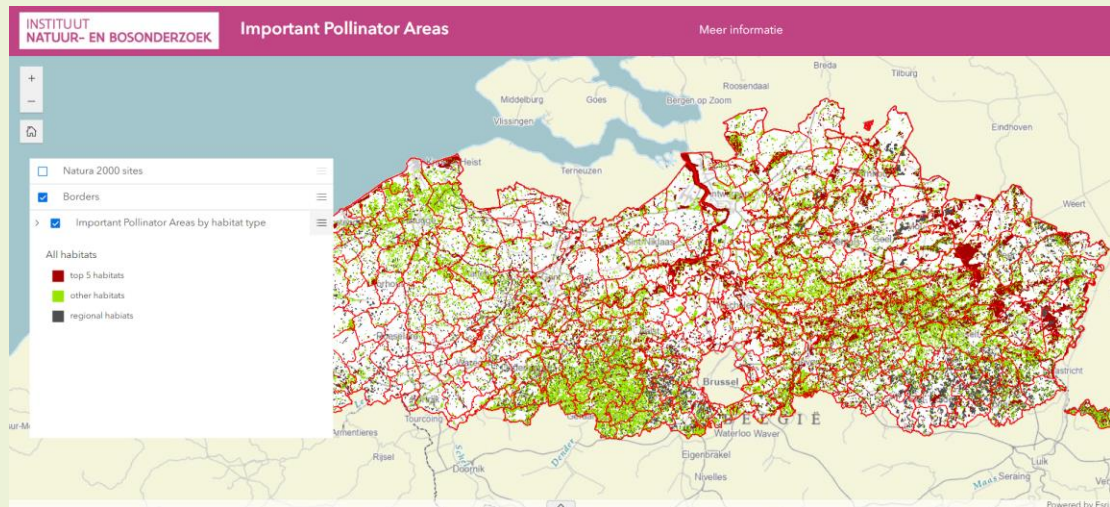 INSTITUUT
NATUUR- EN BOSONDERZOEK
Important Pollinator Areas
Meer informatie
+
−
Natura 2000 sites
Borders
Important Pollinator Areas by habitat type
All habitats
top 5 habitats
other habitats
regional habiats
Breda
Tilburg
Roosendaal
Middelburg
Goes
Bergen op Zoom
Vlissingen
Eindhoven
Heist
Terneuzen
Weert
Sint-Niklaas
Brussel
BELGIË
Waterloo Waver
Eigenbrakel
Nivelles
Tourcoing
Armentieres
Rijsel
Doornik
Dender
Maas
Seraing
Luik
Powered by Esri